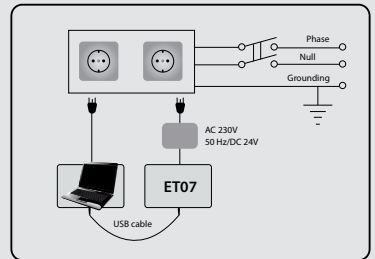 Phase
Null
Grounding
AC 230V
50 Hz/DC 24V
ET07
USB cable